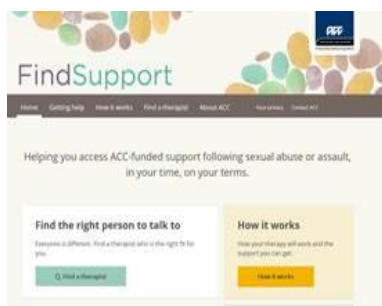 ACC
FindSupport
Home Getting help How it works Find a therapist About ACC Your privacy Contact ACC
Helping you access ACC-funded support following sexual abuse or assault,
in your time, on your terms.
Find the right person to talk to
Everyone is different. Find a therapist who is the right fit for
you.
Find a therapist
How it works
How your therapy will work and the
support you can get.
How it works